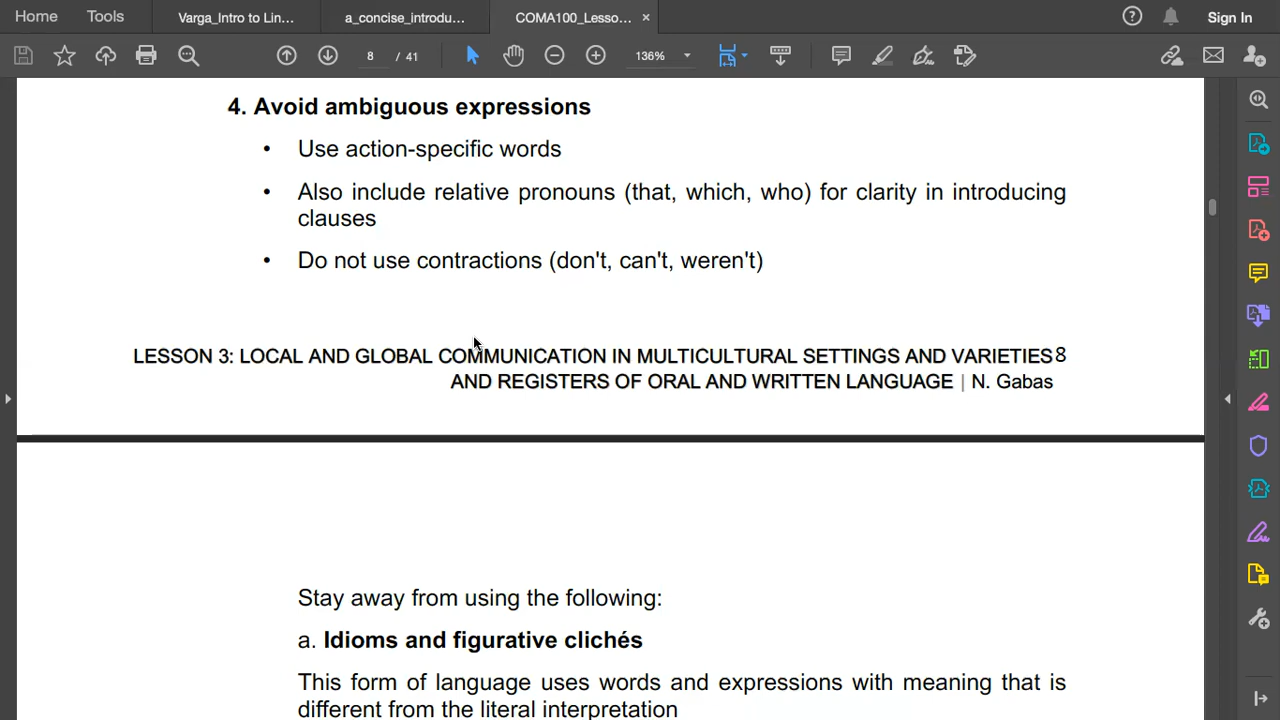 Home Tools Varga_Intro to Lin... a_concise_introdu... COMA100_Lesso... × Sign In
8 / 41 136%
4. Avoid ambiguous expressions
• Use action-specific words
• Also include relative pronouns (that, which, who) for clarity in introducing
clauses
• Do not use contractions (don't, can't, weren't)
LESSON 3: LOCAL AND GLOBAL COMMUNICATION IN MULTICULTURAL SETTINGS AND VARIETIES 8
AND REGISTERS OF ORAL AND WRITTEN LANGUAGE | N. Gabas
Stay away from using the following:
a. Idioms and figurative clichés
This form of language uses words and expressions with meaning that is
different from the literal interpretation